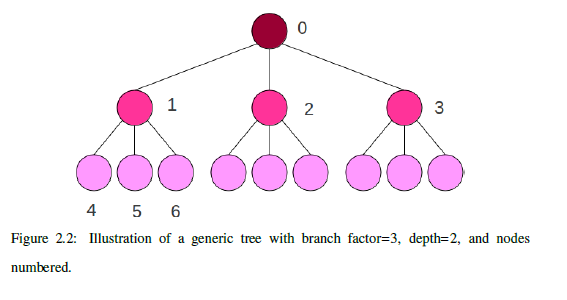 0
1 2 3
4 5 6
Figure 2.2: Illustration of a generic tree with branch factor=3, depth=2, and nodes
numbered.